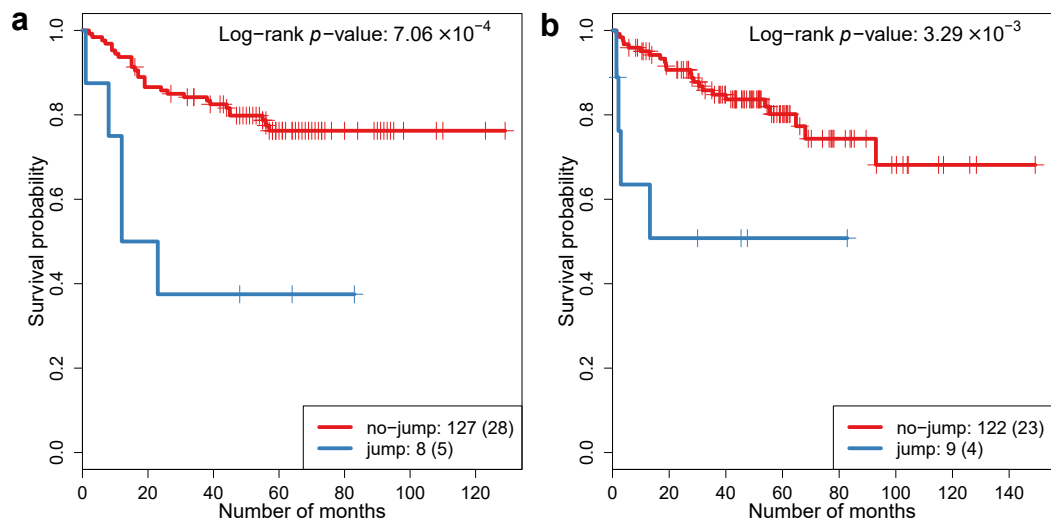 a
Log-rank p-value: 7.06 ×10⁻⁴
Survival probability
1.0
0.8
0.6
0.4
0.2
0.0
no-jump: 127 (28)
jump: 8 (5)
0 20 40 60 80 100 120
Number of months
b
Log-rank p-value: 3.29 ×10⁻³
Survival probability
1.0
0.8
0.6
0.4
0.2
0.0
no-jump: 122 (23)
jump: 9 (4)
0 20 40 60 80 100 120 140
Number of months